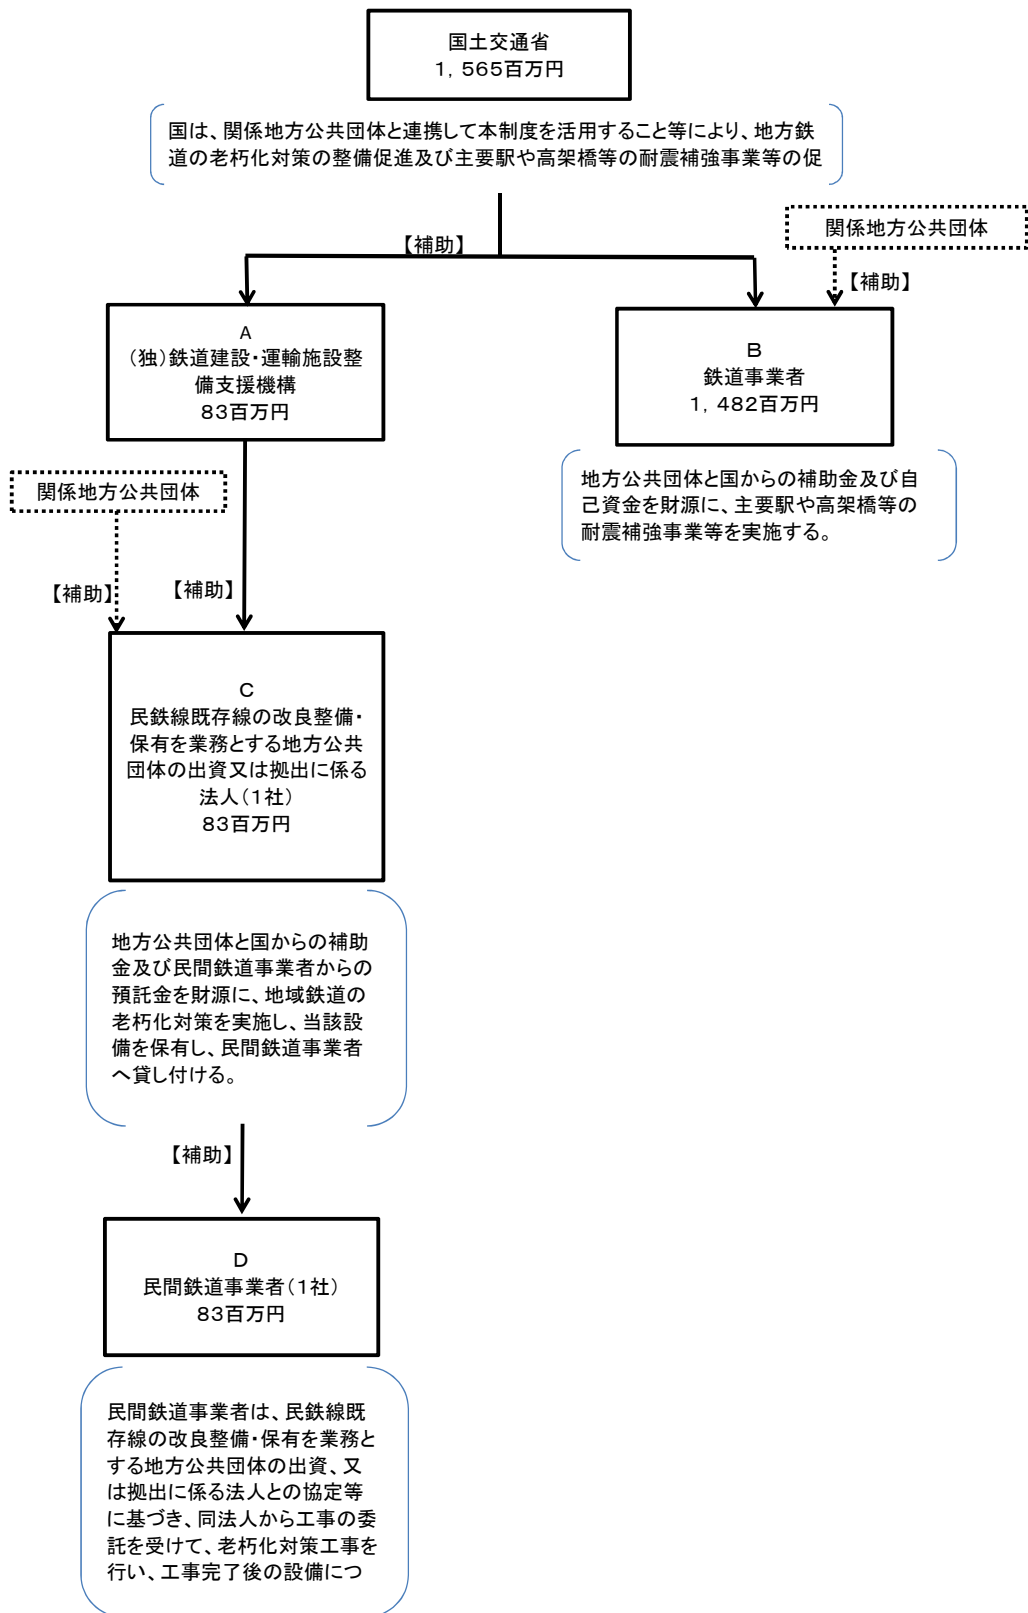 国土交通省
１，５６５百万円
国は、関係地方公共団体と連携して本制度を活用すること等により、地方鉄
道の老朽化対策の整備促進及び主要駅や高架橋等の耐震補強事業等の促
関係地方公共団体
【補助】
【補助】
Ａ
（独）鉄道建設・運輸施設整
備支援機構
８３百万円
Ｂ
鉄道事業者
１，４８２百万円
関係地方公共団体
地方公共団体と国からの補助金及び自
己資金を財源に、主要駅や高架橋等の
耐震補強事業等を実施する。
【補助】
【補助】
Ｃ
民鉄線既存線の改良整備・
保有を業務とする地方公共
団体の出資又は拠出に係る
法人（１社）
８３百万円
地方公共団体と国からの補助
金及び民間鉄道事業者からの
預託金を財源に、地域鉄道の
老朽化対策を実施し、当該設
備を保有し、民間鉄道事業者
へ貸し付ける。
【補助】
Ｄ
民間鉄道事業者（１社）
８３百万円
民間鉄道事業者は、民鉄線既
存線の改良整備・保有を業務と
する地方公共団体の出資、又
は拠出に係る法人との協定等
に基づき、同法人から工事の委
託を受けて、老朽化対策工事を
行い、工事完了後の設備につ